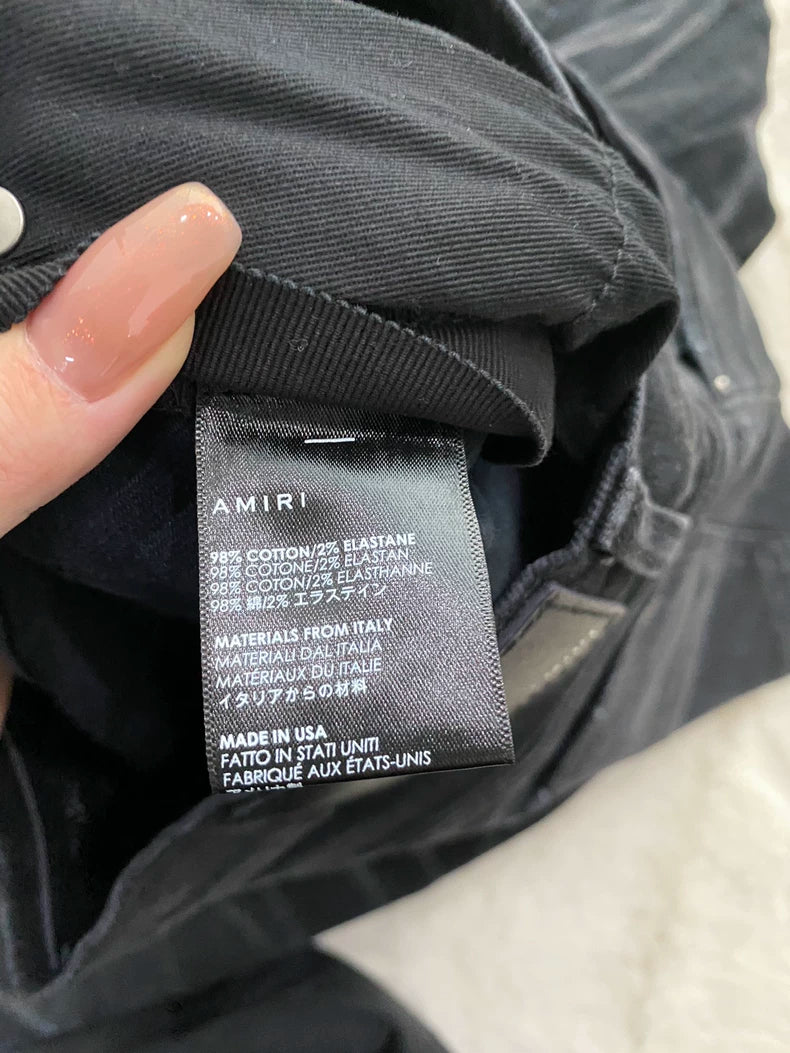 AMIRI
98% COTTON/2% ELASTANE
98% COTONE/2% ELASTAN
98% COTON/2% ELASTHANNE
98% 綿/2% エラスティン
MATERIALS FROM ITALY
MATERIALI DAL ITALIA
MATERIAUX DU ITALIE
イタリアからの材料
MADE IN USA
FATTO IN STATI UNITI
FABRIQUÉ AUX ÉTATS-UNIS